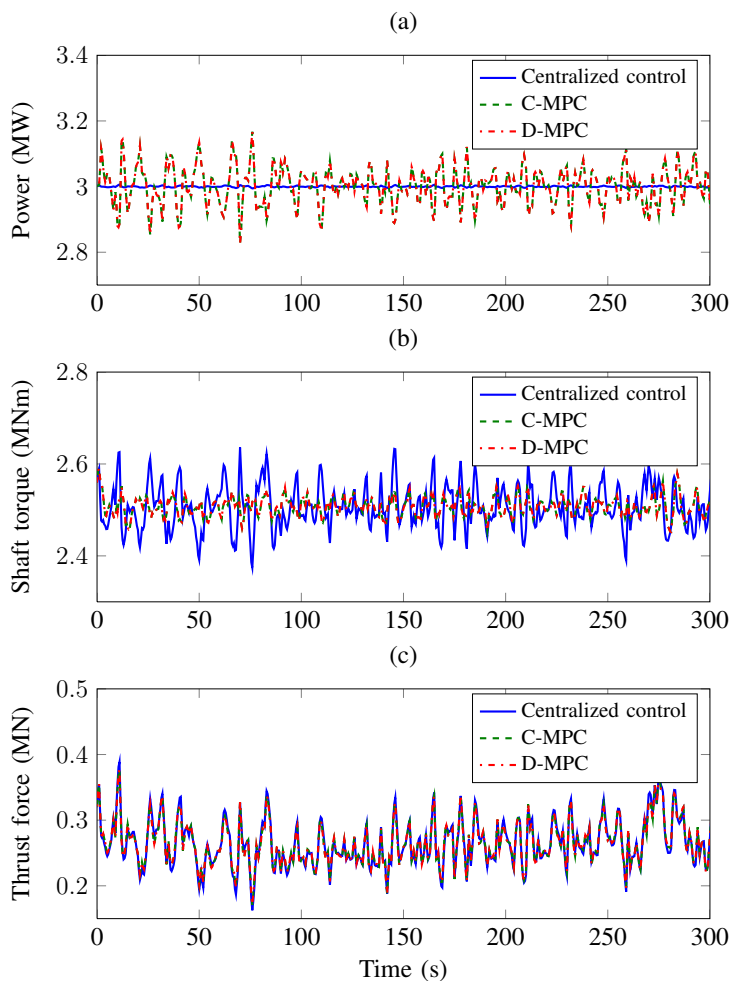 (a)
3.4
3.2
3
2.8
Power (MW)
Centralized control
C-MPC
D-MPC
0 50 100 150 200 250 300
(b)
2.8
2.6
2.4
Shaft torque (MNm)
Centralized control
C-MPC
D-MPC
0 50 100 150 200 250 300
(c)
0.5
0.4
0.3
0.2
Thrust force (MN)
Centralized control
C-MPC
D-MPC
0 50 100 150 200 250 300
Time (s)